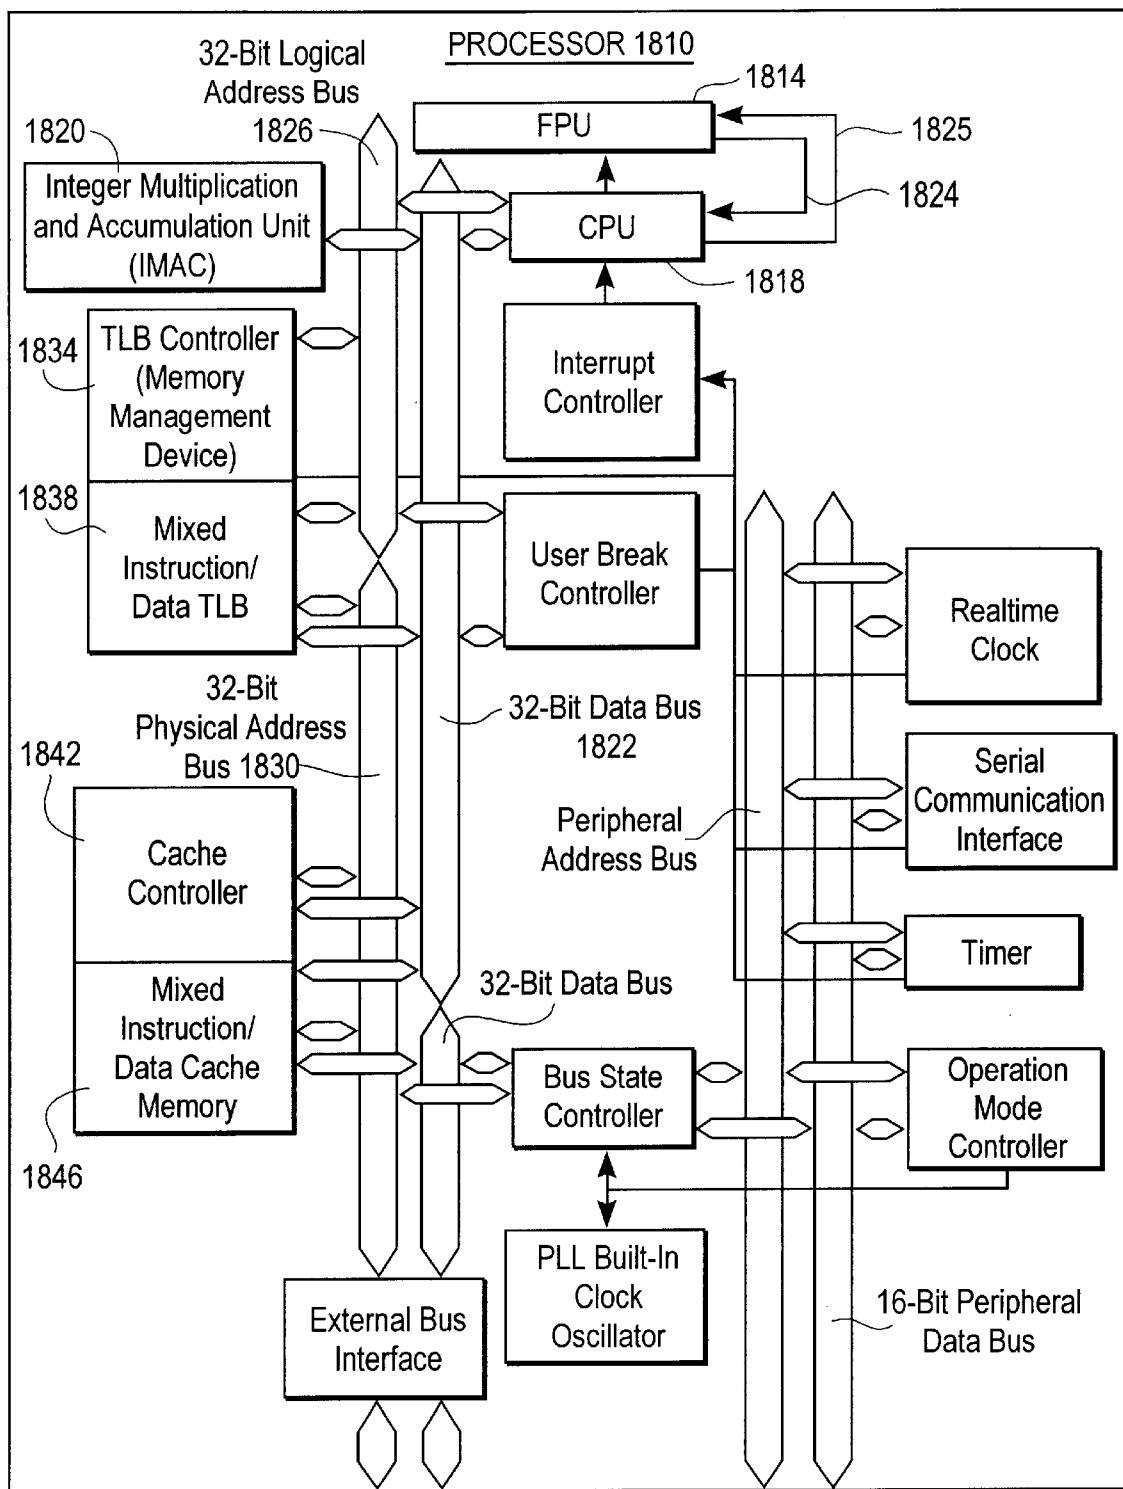 PROCESSOR 1810
32-Bit Logical
Address Bus
1826
1814
FPU
1825
1824
1820
Integer Multiplication
and Accumulation Unit
(IMAC)
CPU
1818
1834
TLB Controller
(Memory
Management
Device)
Interrupt
Controller
1838
Mixed
Instruction/
Data TLB
User Break
Controller
Realtime
Clock
32-Bit
Physical Address
Bus 1830
32-Bit Data Bus
1822
1842
Cache
Controller
Peripheral
Address Bus
Serial
Communication
Interface
Timer
Mixed
Instruction/
Data Cache
Memory
1846
32-Bit Data Bus
Bus State
Controller
Operation
Mode
Controller
PLL Built-In
Clock
Oscillator
External Bus
Interface
16-Bit Peripheral
Data Bus